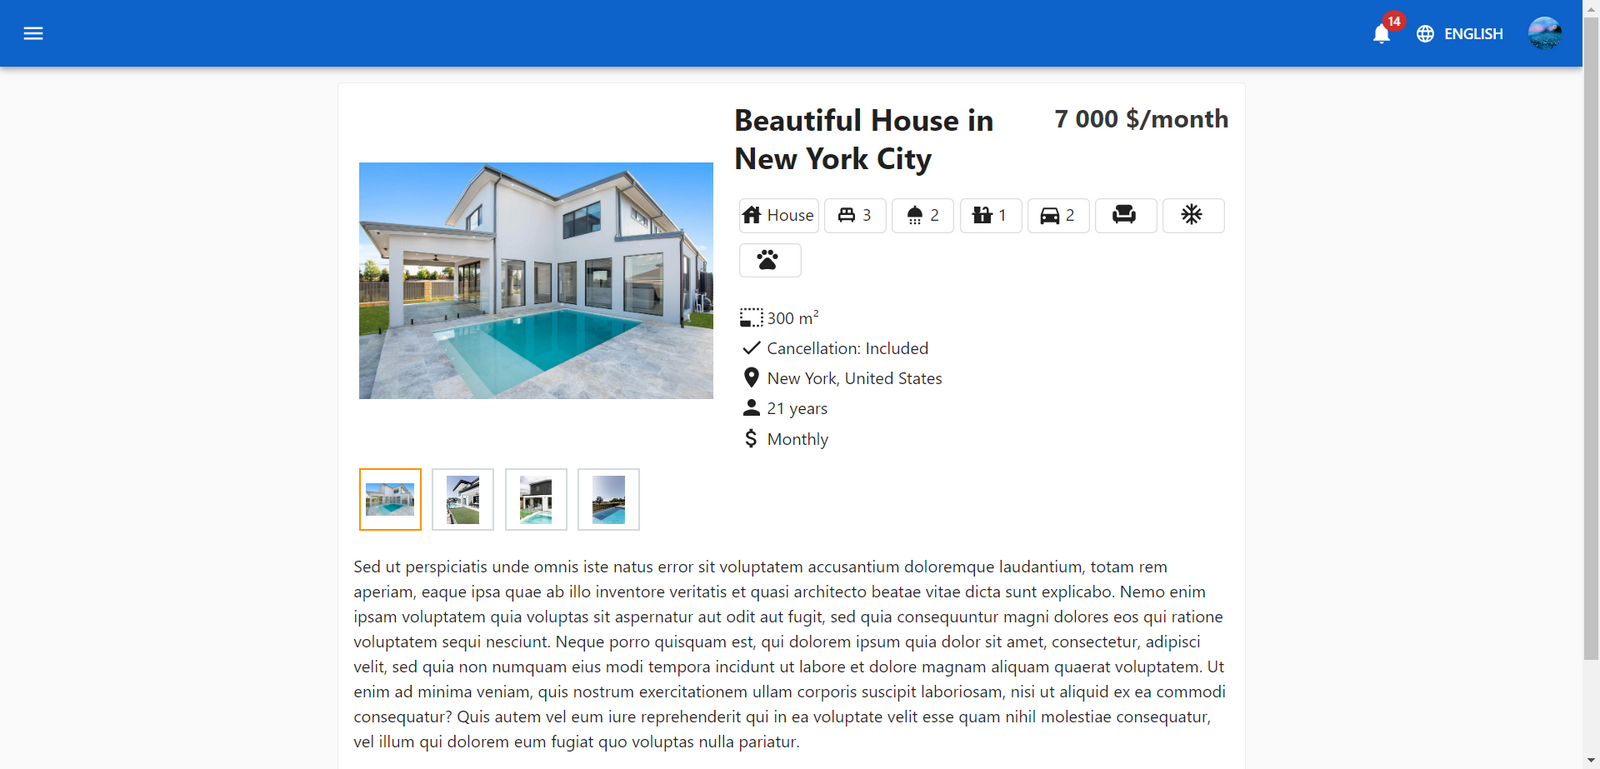 14
ENGLISH
Beautiful House in
New York City
7 000 $/month
House
3
2
1
2
300 m²
Cancellation: Included
New York, United States
21 years
Monthly
Sed ut perspiciatis unde omnis iste natus error sit voluptatem accusantium doloremque laudantium, totam rem
aperiam, eaque ipsa quae ab illo inventore veritatis et quasi architecto beatae vitae dicta sunt explicabo. Nemo enim
ipsam voluptatem quia voluptas sit aspernatur aut odit aut fugit, sed quia consequuntur magni dolores eos qui ratione
voluptatem sequi nesciunt. Neque porro quisquam est, qui dolorem ipsum quia dolor sit amet, consectetur, adipisci
velit, sed quia non numquam eius modi tempora incidunt ut labore et dolore magnam aliquam quaerat voluptatem. Ut
enim ad minima veniam, quis nostrum exercitationem ullam corporis suscipit laboriosam, nisi ut aliquid ex ea commodi
consequatur? Quis autem vel eum iure reprehenderit qui in ea voluptate velit esse quam nihil molestiae consequatur,
vel illum qui dolorem eum fugiat quo voluptas nulla pariatur.